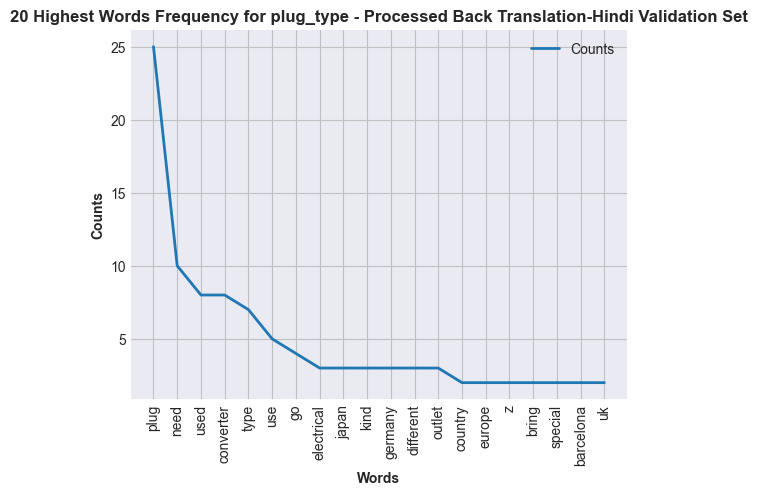 20 Highest Words Frequency for plug_type - Processed Back Translation-Hindi Validation Set
Counts
25
20
15
10
5
Counts
plug
need
used
converter
type
use
go
electrical
japan
kind
germany
different
outlet
country
europe
z
bring
special
barcelona
uk
Words